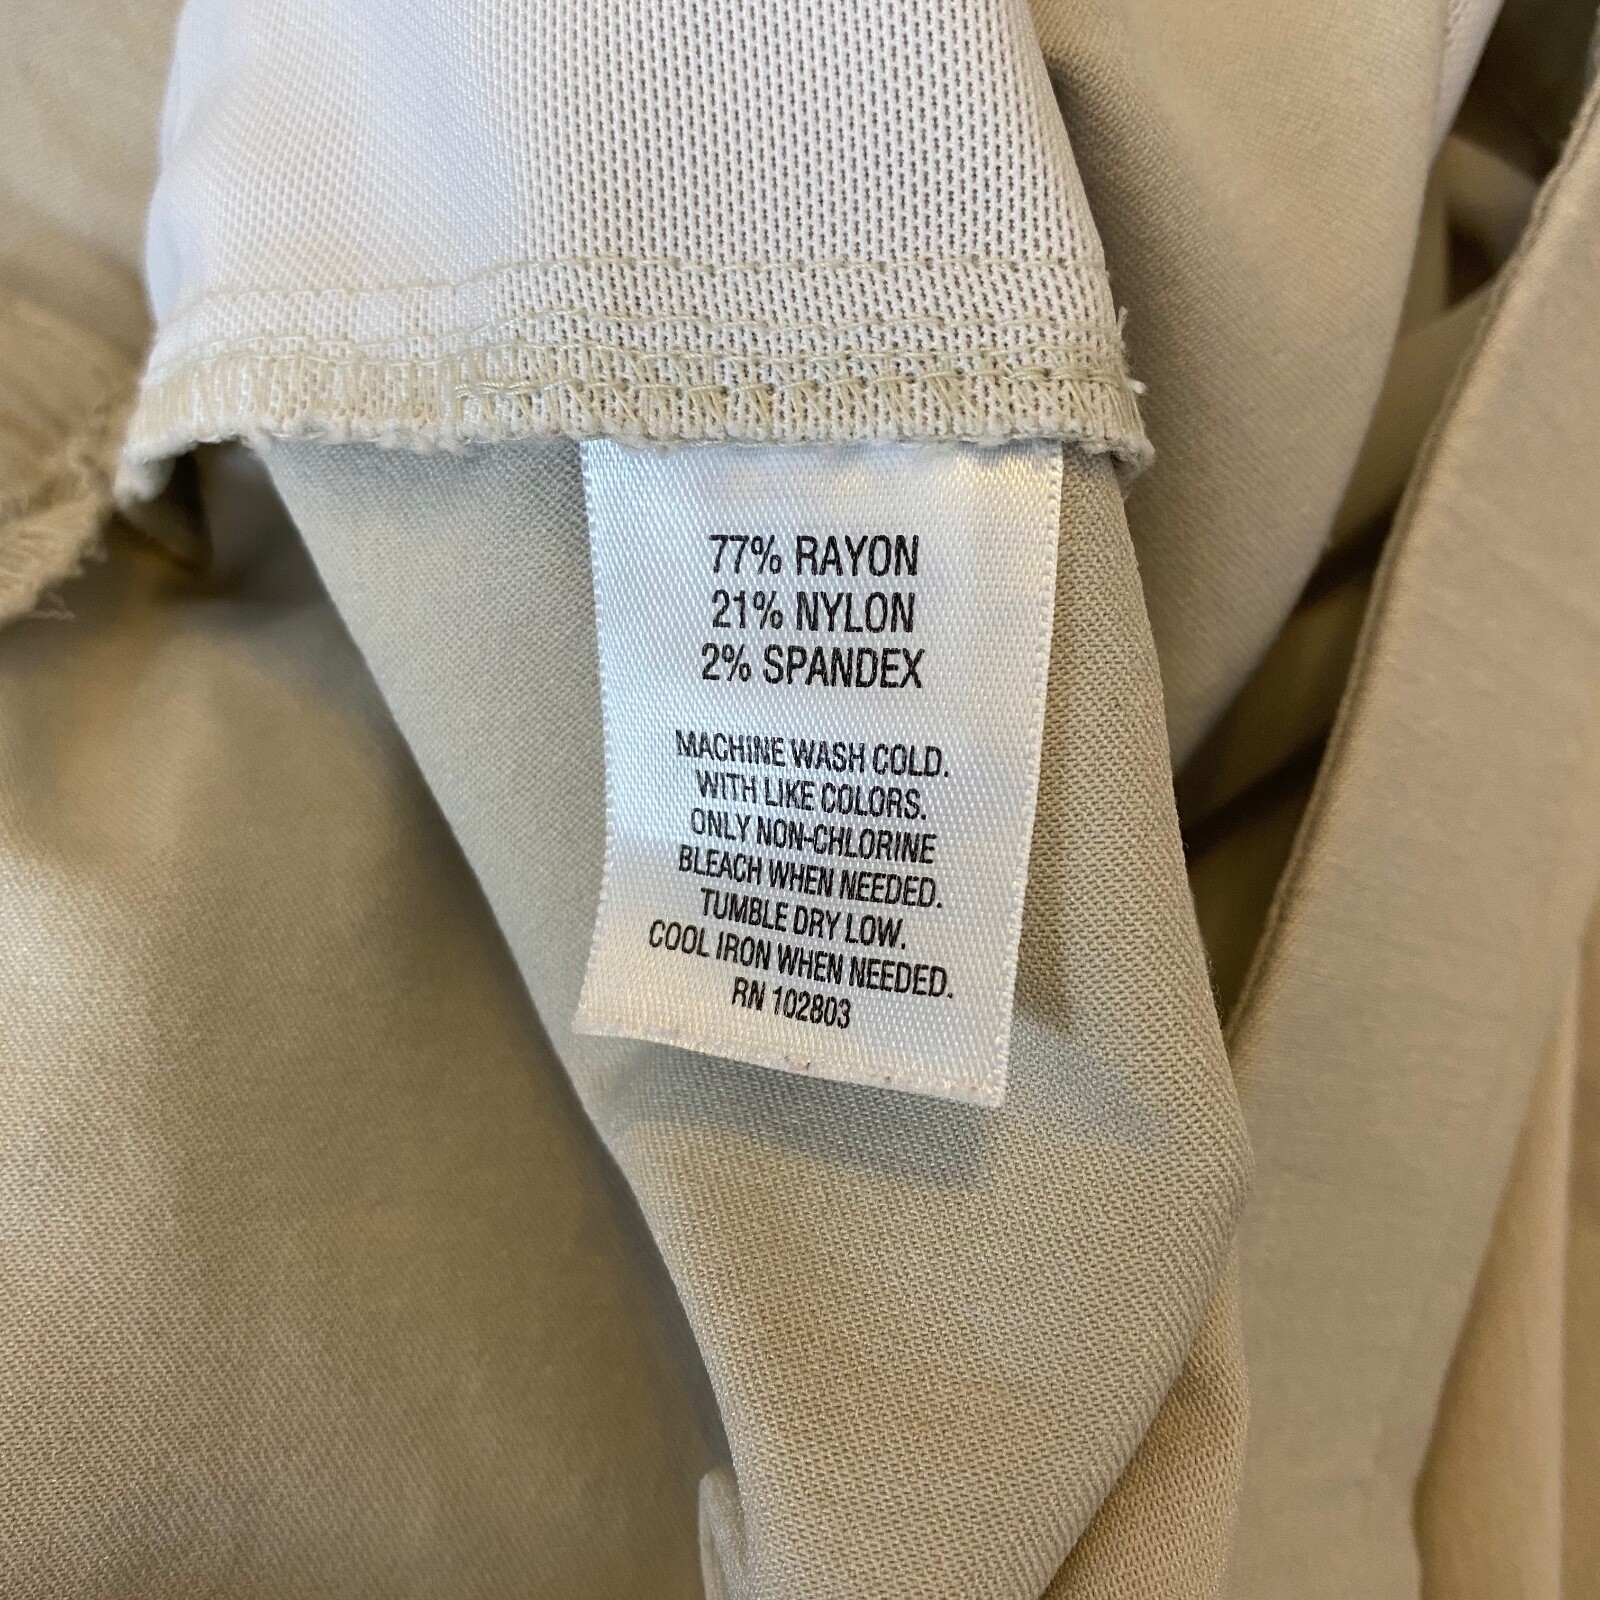 77% RAYON
21% NYLON
2% SPANDEX
MACHINE WASH COLD.
WITH LIKE COLORS.
ONLY NON-CHLORINE
BLEACH WHEN NEEDED.
TUMBLE DRY LOW.
COOL IRON WHEN NEEDED.
RN 102803